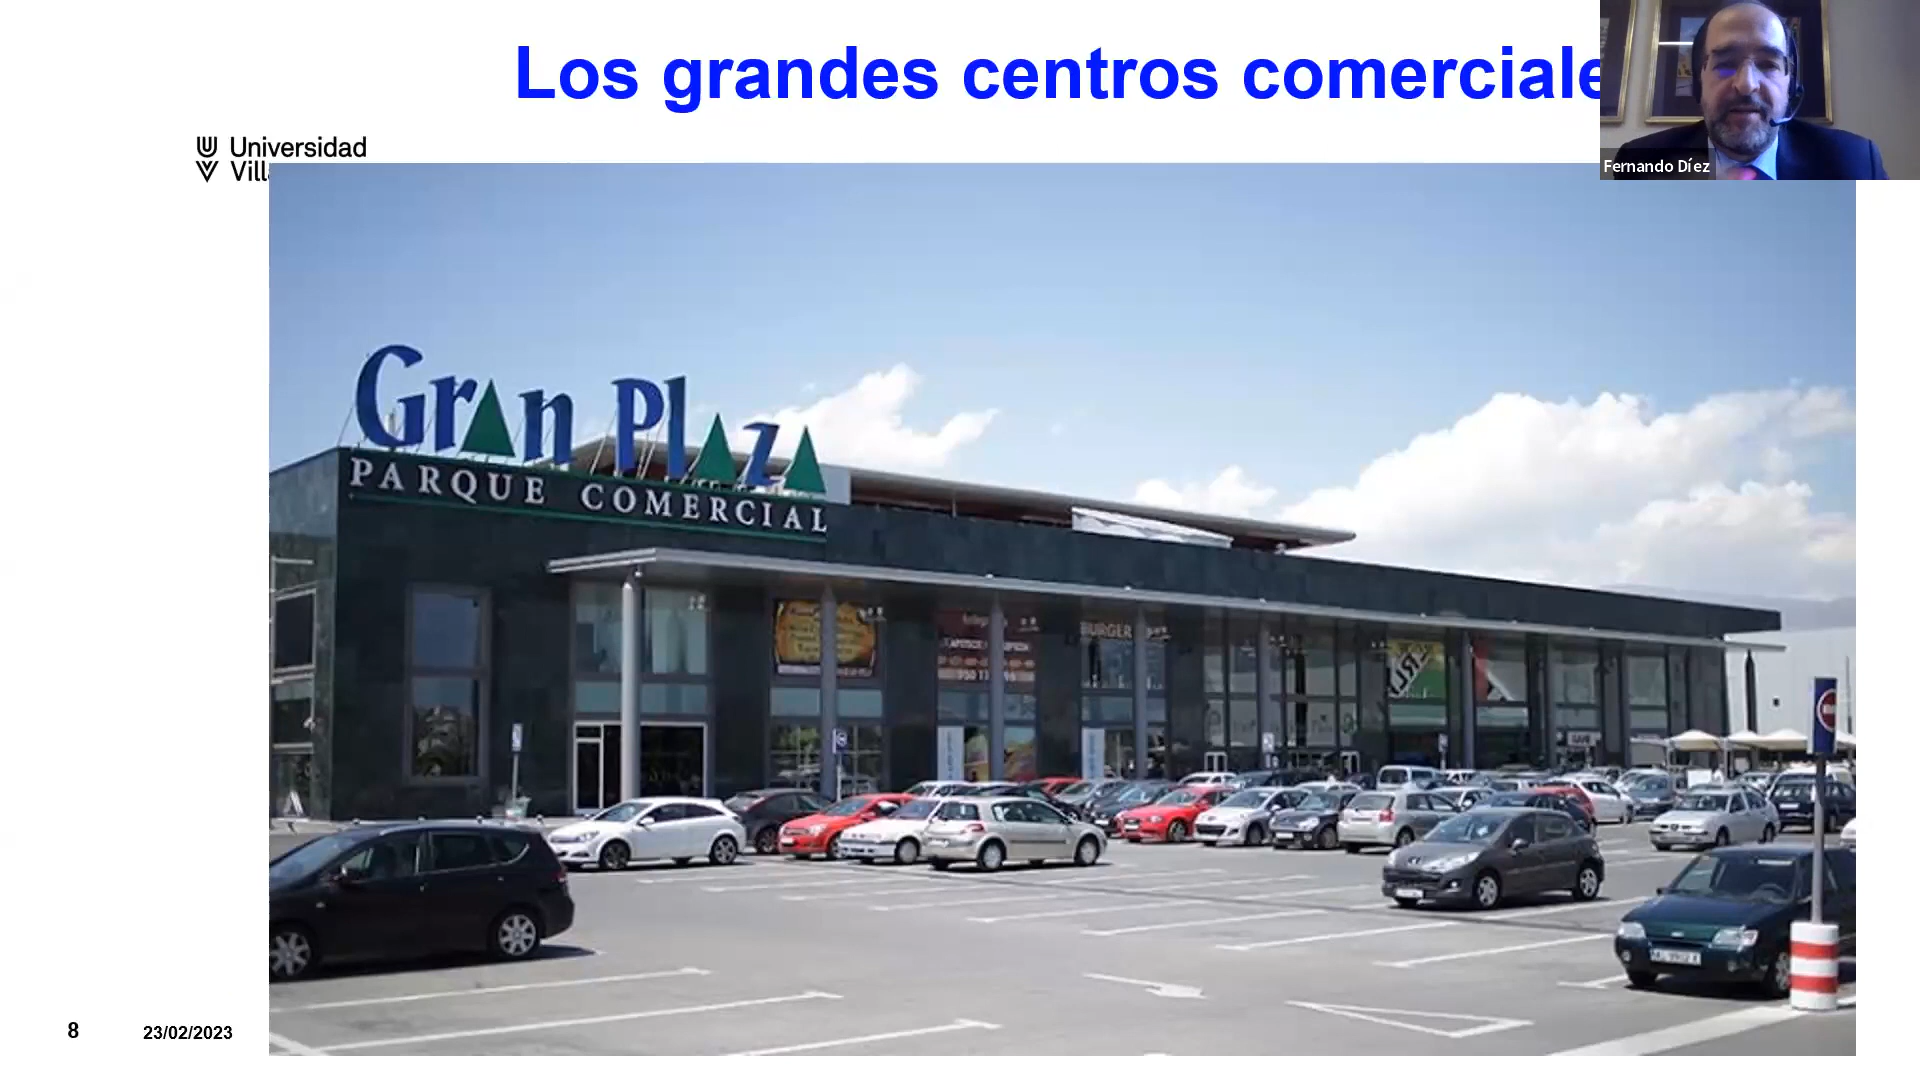 Los grandes centros comerciale
Fernando Díez
Universidad
Vill
Gran Plaza
PARQUE COMERCIAL
BURGER
8
23/02/2023